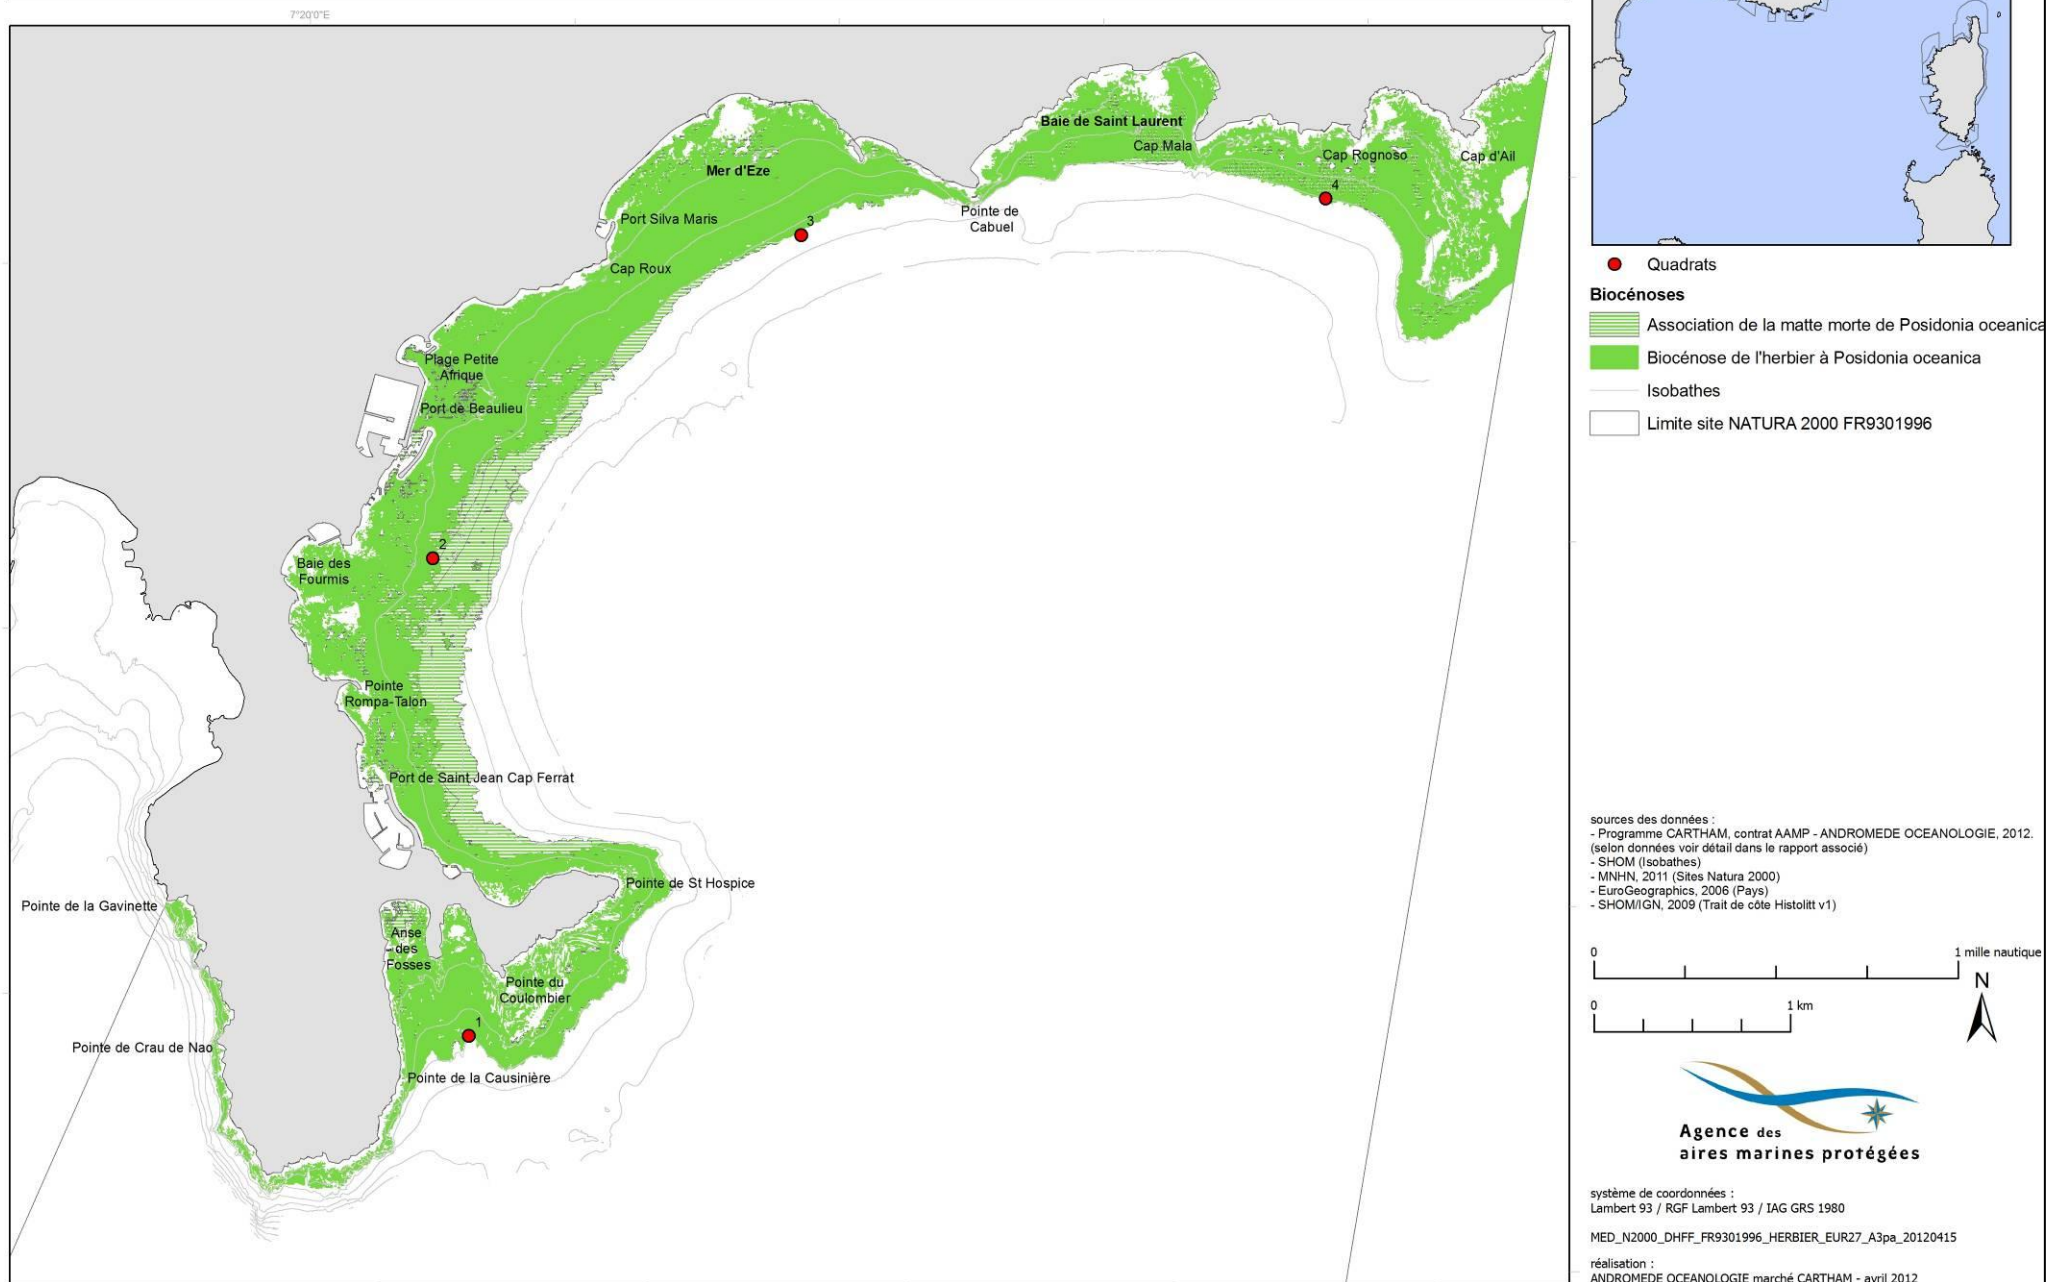 7°20'0"E
Baie de Saint Laurent
Cap Mala
Cap Rognoso
Cap d'Ail
Mer d'Eze
4
Port Silva Maris
3
Pointe de
Cabuel
Cap Roux
Plage Petite
Afrique
Port de Beaulieu
2
Baie des
Fourmis
Pointe
Rompa-Talon
Port de Saint Jean Cap Ferrat
Pointe de St Hospice
Pointe de la Gavinette
Anse
des
Fosses
Pointe du
Coulombier
1
Pointe de Crau de Nao
Pointe de la Causinière
Quadrats
Biocénoses
Association de la matte morte de Posidonia oceanica
Biocénose de l'herbier à Posidonia oceanica
Isobathes
Limite site NATURA 2000 FR9301996
sources des données :
- Programme CARTHAM, contrat AAMP - ANDROMEDE OCEANOLOGIE, 2012.
(selon données voir détail dans le rapport associé)
- SHOM (Isobathes)
- MNHN, 2011 (Sites Natura 2000)
- EuroGeographics, 2006 (Pays)
- SHOM/IGN, 2009 (Trait de côte Histolitt v1)
0 1 mille nautique
N
0 1 km
Agence des
aires marines protégées
système de coordonnées :
Lambert 93 / RGF Lambert 93 / IAG GRS 1980
MED_N2000_DHFF_FR9301996_HERBIER_EUR27_A3pa_20120415
réalisation :
ANDROMEDE OCEANOLOGIE marché CARTHAM - avril 2012